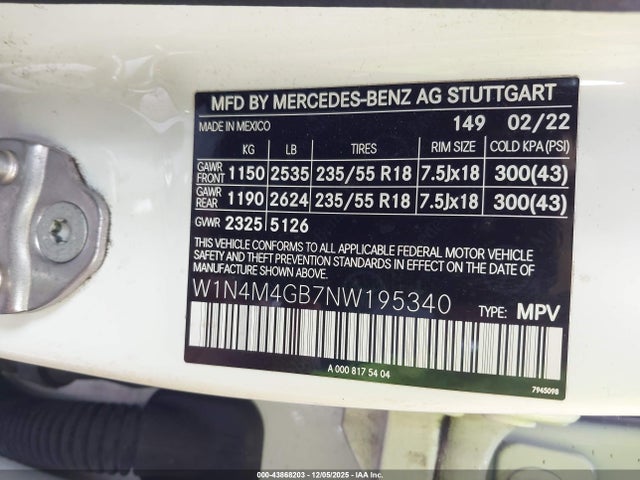 MFD BY MERCEDES-BENZ AG STUTTGART
MADE IN MEXICO 149 02/22
KG LB TIRES RIM SIZE COLD KPA (PSI)
GAWR FRONT 1150 2535 235/55 R18 7.5Jx18 300(43)
GAWR REAR 1190 2624 235/55 R18 7.5Jx18 300(43)
GVWR 2325 5126
THIS VEHICLE CONFORMS TO ALL APPLICABLE FEDERAL MOTOR VEHICLE
SAFETY AND THEFT PREVENTION STANDARDS IN EFFECT ON THE DATE OF
MANUFACTURE SHOWN ABOVE.
W1N4M4GB7NW195340 TYPE: MPV
A 000 817 54 04
7945098
000-43868203 - 12/05/2025 - IAA Inc.